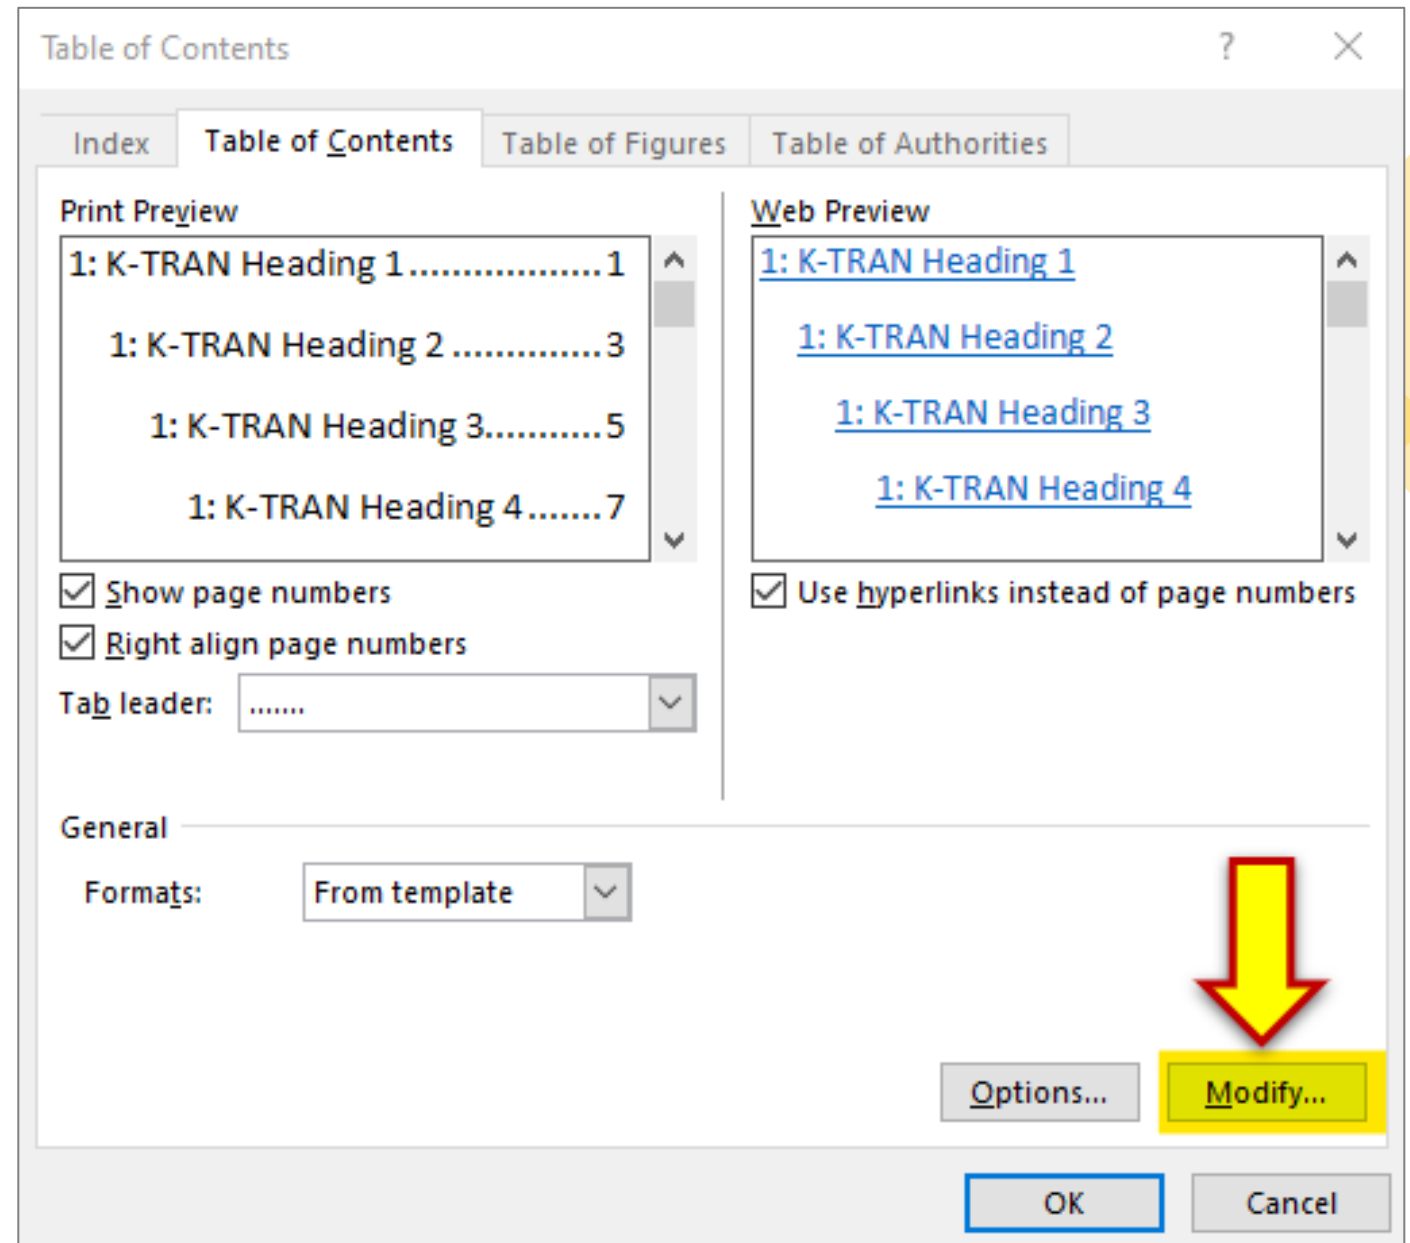 Table of Contents ?
Index Table of Contents Table of Figures Table of Authorities
Print Preview
1: K-TRAN Heading 1..................1
1: K-TRAN Heading 2 ...............3
1: K-TRAN Heading 3............5
1: K-TRAN Heading 4.......7
Show page numbers
Right align page numbers
Tab leader: .......
Web Preview
1: K-TRAN Heading 1
1: K-TRAN Heading 2
1: K-TRAN Heading 3
1: K-TRAN Heading 4
Use hyperlinks instead of page numbers
General
Formats: From template
Options... Modify...
OK Cancel